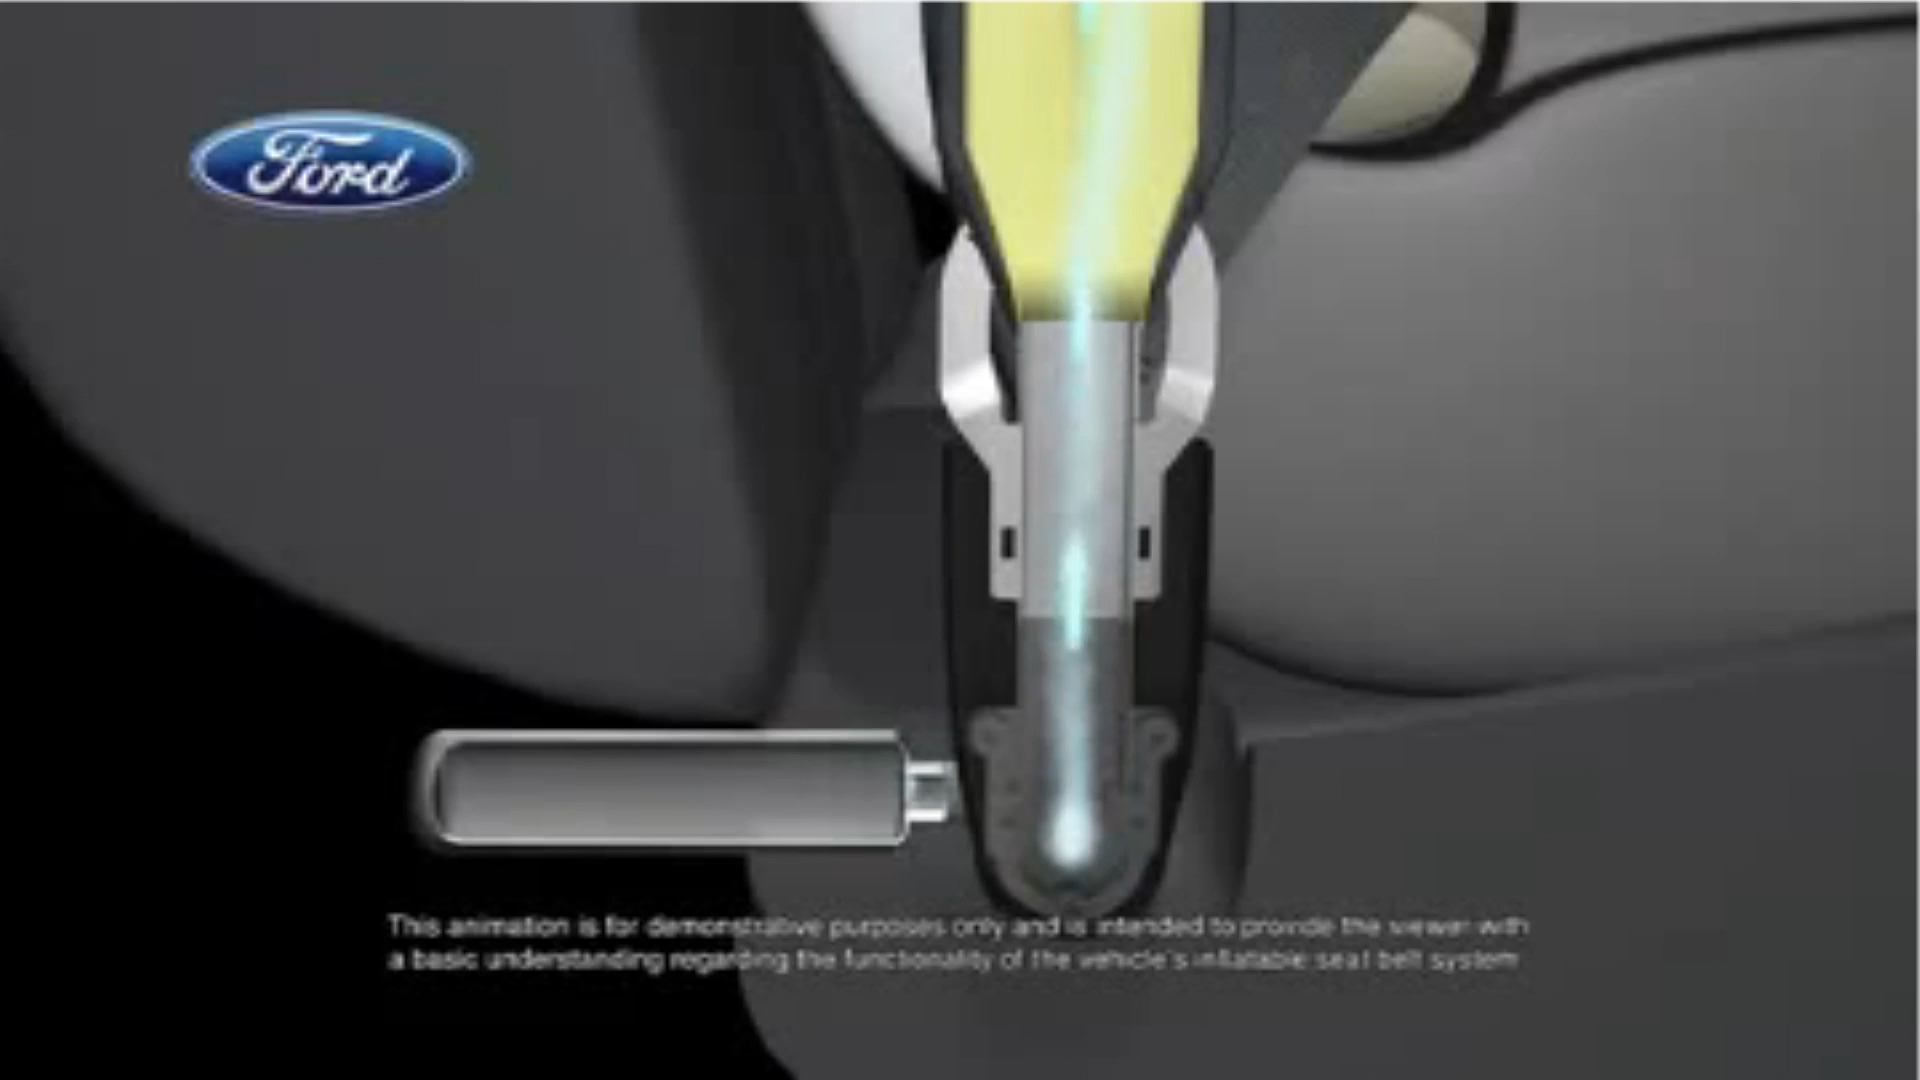 Ford
This animation is for demonstrative purposes only and is intended to provide the viewer with
a basic understanding regarding the functionality of the vehicle's inflatable seat belt system